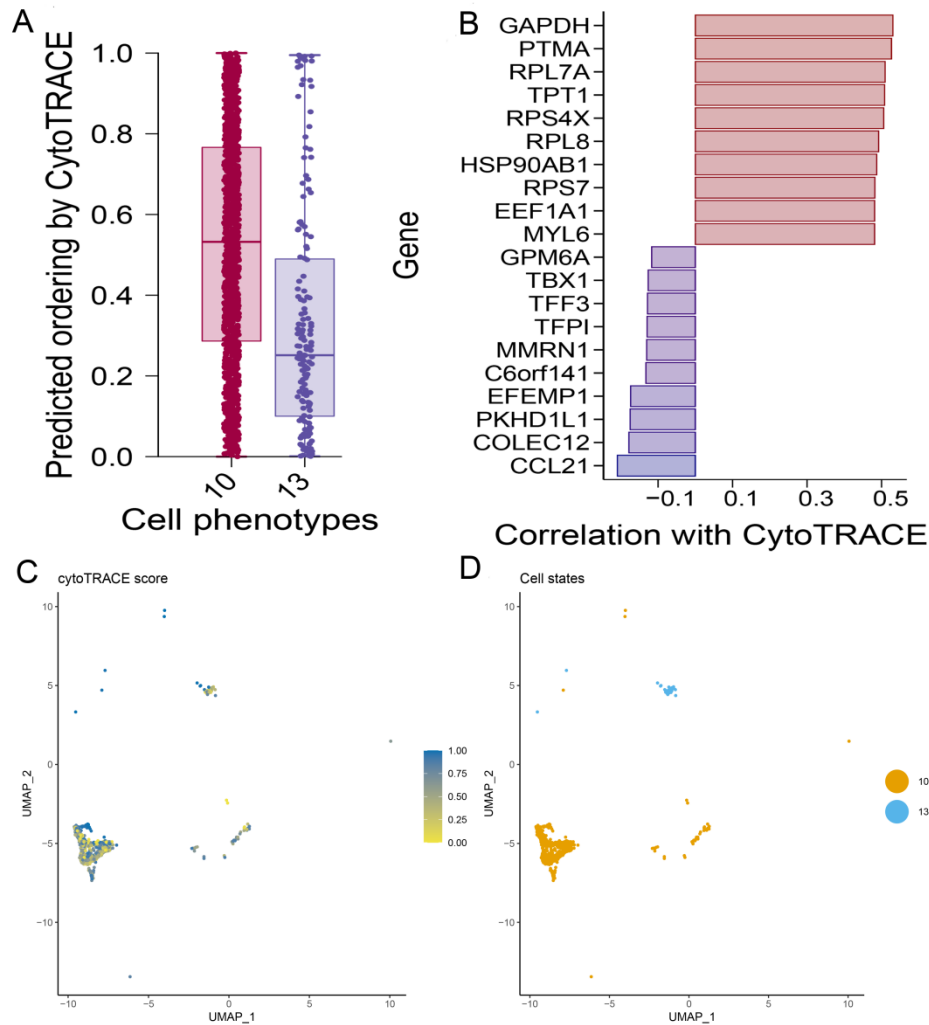 A
Predicted ordering by CytoTRACE
1.0
0.8
0.6
0.4
0.2
0.0
10
13
Cell phenotypes
B
Gene
GAPDH
PTMA
RPL7A
TPT1
RPS4X
RPL8
HSP90AB1
RPS7
EEF1A1
MYL6
GPM6A
TBX1
TFF3
TFPI
MMRN1
C6orf141
EFEMP1
PKHD1L1
COLEC12
CCL21
−0.1 0.1 0.3 0.5
Correlation with CytoTRACE
C
cytoTRACE score
UMAP_2
10
5
0
−5
−10
−10 −5 0 5 10
UMAP_1
1.00
0.75
0.50
0.25
0.00
D
Cell states
UMAP_2
10
5
0
−5
−10
−10 −5 0 5 10
UMAP_1
10
13